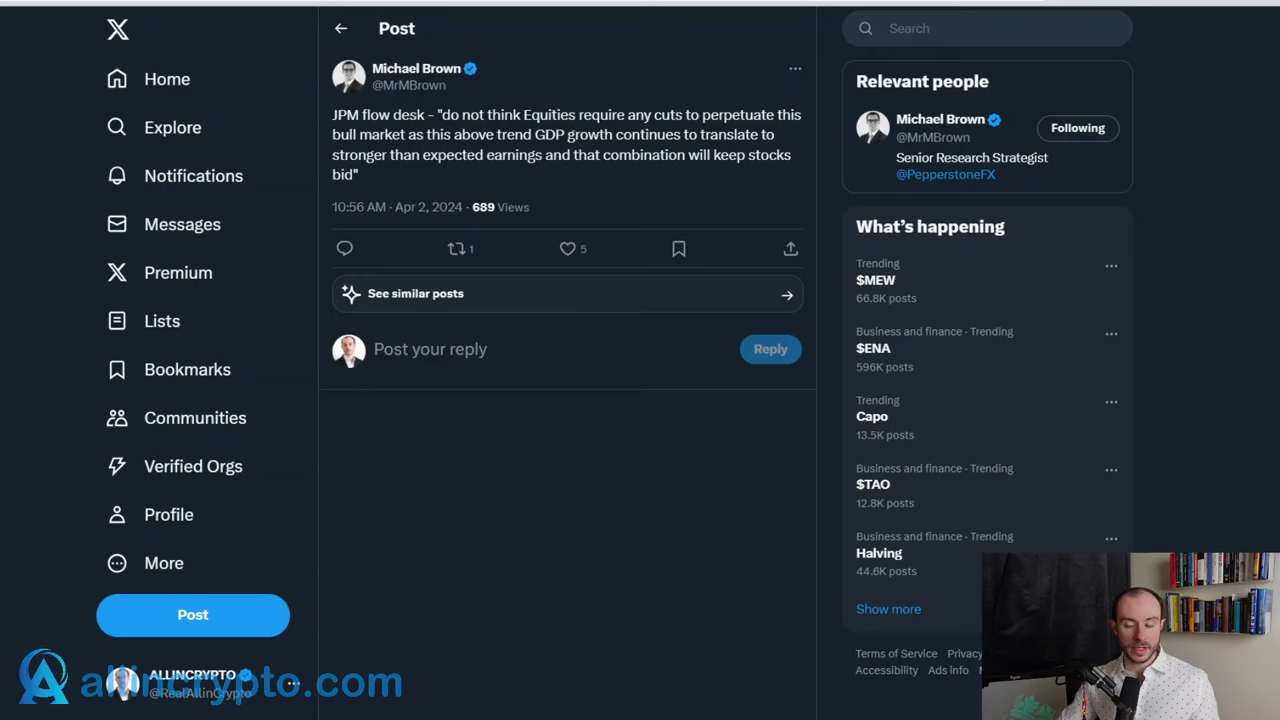 Home
Explore
Notifications
Messages
Premium
Lists
Bookmarks
Communities
Verified Orgs
Profile
More
Post
ALLINCRYPTO
@RealAllinCrypto
allincrypto.com
Post
Michael Brown
@MrMBrown
JPM flow desk - "do not think Equities require any cuts to perpetuate this
bull market as this above trend GDP growth continues to translate to
stronger than expected earnings and that combination will keep stocks
bid"
10:56 AM · Apr 2, 2024 · 689 Views
1
5
See similar posts
Post your reply
Reply
Search
Relevant people
Michael Brown
@MrMBrown
Following
Senior Research Strategist
@PepperstoneFX
What's happening
Trending
$MEW
66.8K posts
Business and finance · Trending
$ENA
596K posts
Trending
Capo
13.5K posts
Business and finance · Trending
$TAO
12.8K posts
Business and finance · Trending
Halving
44.6K posts
Show more
Terms of Service Privacy
Accessibility Ads info